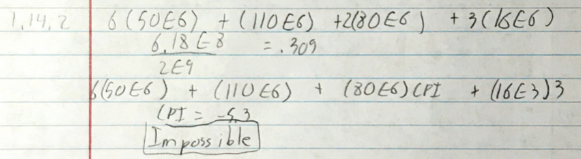 1.14.2 6(50E6) + (110E6) +2(80E6) + 3(16E6)
6.18E8 = .309
2E9
6(50E6) + (110E6) + (80E6)CPI + (16E3)3
CPI = -5.3
Impossible